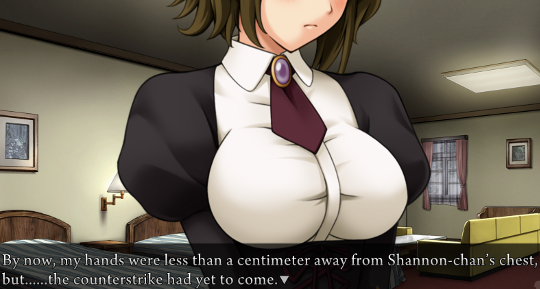 By now, my hands were less than a centimeter away from Shannon-chan's chest,
but......the counterstrike had yet to come.▼